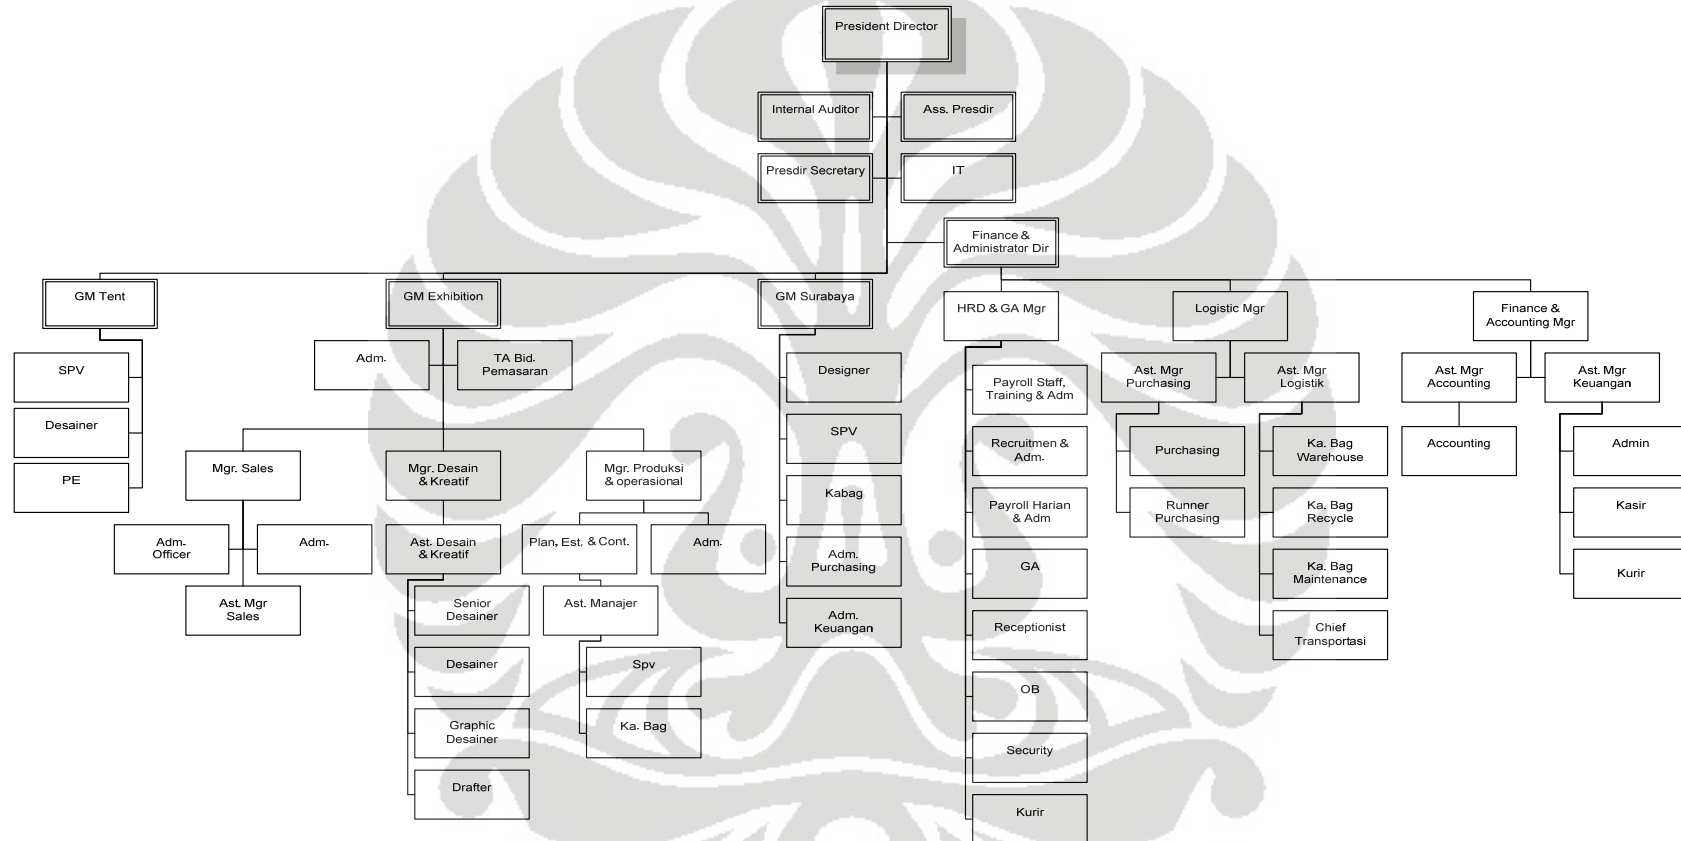 President Director
Internal Auditor
Ass. Presdir
Presdir Secretary
IT
Finance &
Administrator Dir
GM Tent
GM Exhibition
GM Surabaya
HRD & GA Mgr
Logistic Mgr
Finance &
Accounting Mgr
SPV
Desainer
PE
Adm.
TA Bid.
Pemasaran
Mgr. Sales
Mgr. Desain
& Kreatif
Mgr. Produksi
& operasional
Adm.
Officer
Adm.
Ast. Mgr
Sales
Ast. Desain
& Kreatif
Senior
Desainer
Desainer
Graphic
Desainer
Drafter
Plan, Est, & Cont.
Adm.
Ast. Manajer
Spv
Ka. Bag
Designer
SPV
Kabag
Adm.
Purchasing
Adm.
Keuangan
Payroll Staff,
Training & Adm
Recruitmen &
Adm.
Payroll Harian
& Adm
GA
Receptionist
OB
Security
Kurir
Ast. Mgr
Purchasing
Ast. Mgr
Logistik
Purchasing
Runner
Purchasing
Ka. Bag
Warehouse
Ka. Bag
Recycle
Ka. Bag
Maintenance
Chief
Transportasi
Ast. Mgr
Accounting
Ast. Mgr
Keuangan
Accounting
Admin
Kasir
Kurir